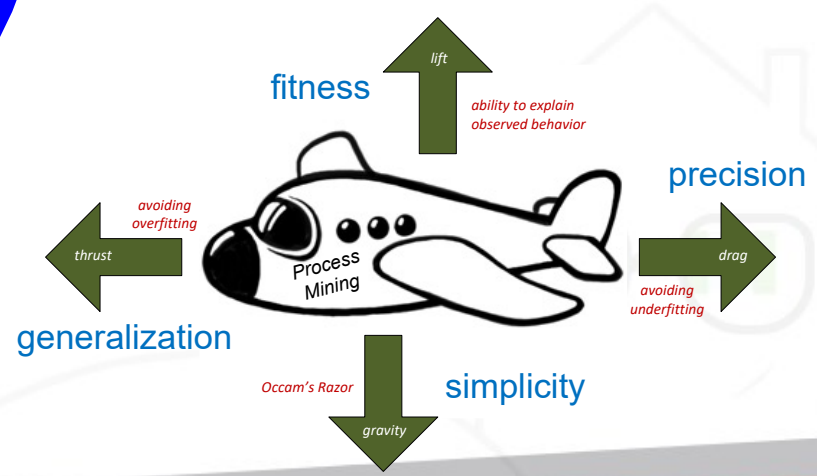 lift
fitness
ability to explain
observed behavior
precision
avoiding
overfitting
thrust
drag
Process
Mining
avoiding
underfitting
generalization
Occam's Razor
simplicity
gravity